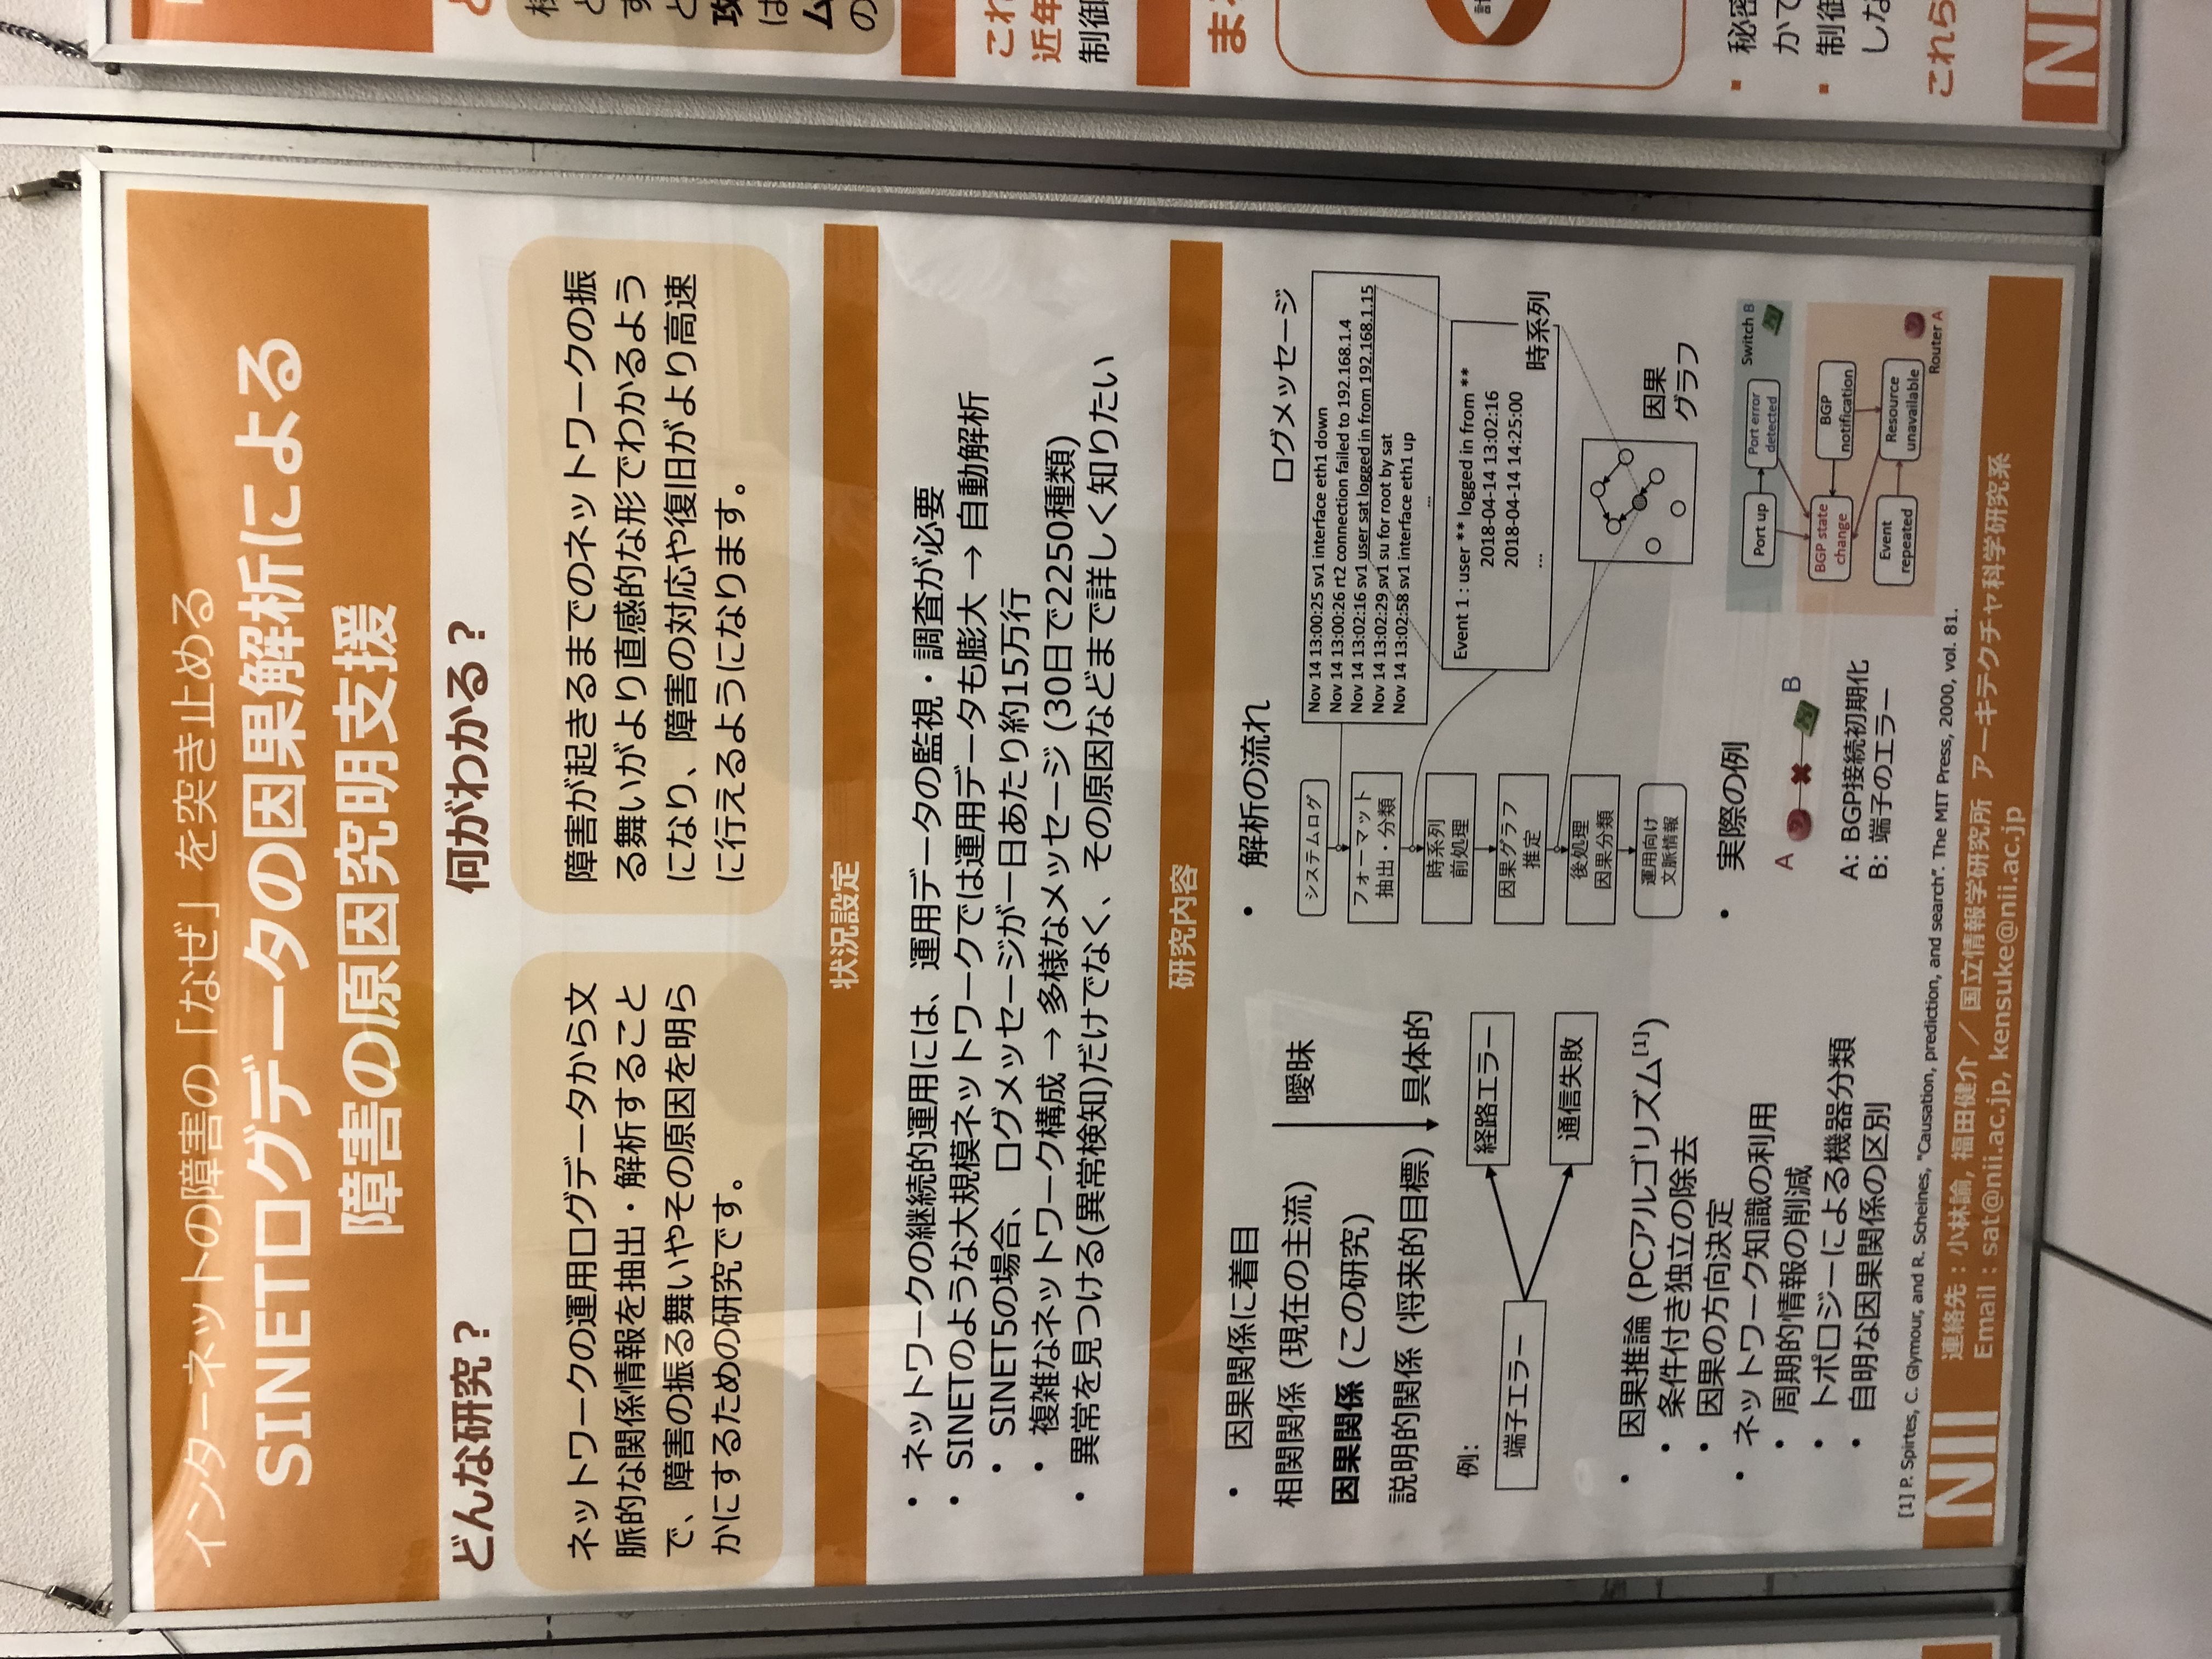 インターネットの障害の「なぜ」を突き止める
SINETログデータの因果解析による
障害の原因究明支援
どんな研究？
ネットワークの運用ログデータから文
脈的な関係情報を抽出・解析すること
で、障害の振る舞いやその原因を明ら
かにするための研究です。
何がわかる？
障害が起きるまでのネットワークの振
る舞いがより直感的な形でわかるよう
になり、障害の対応や復旧がより高速
に行えるようになります。
状況設定
• ネットワークの継続的運用には、運用データの監視・調査が必要
• SINETのような大規模ネットワークでは運用データも膨大 → 自動解析
• SINET5の場合、 ログメッセージが一日あたり約15万行
• 複雑なネットワーク構成 → 多様なメッセージ (30日で2250種類)
• 異常を見つける(異常検知)だけでなく、その原因などまで詳しく知りたい
研究内容
• 因果関係に着目
相関関係 (現在の主流)
曖昧
因果関係 (この研究)
説明的関係 (将来的目標)
具体的
例:
端子エラー
経路エラー
通信失敗
• 因果推論 (PCアルゴリズム[1])
• 条件付き独立の除去
• 因果の方向決定
• ネットワーク知識の利用
• 周期的情報の削減
• トポロジーによる機器分類
• 自明な因果関係の区別
• 解析の流れ
システムログ
フォーマット
抽出・分類
時系列
前処理
因果グラフ
推定
後処理
因果分類
運用向け
文脈情報
ログメッセージ
Nov 14 13:00:25 sv1 interface eth1 down
Nov 14 13:00:26 rt2 connection failed to 192.168.1.4
Nov 14 13:02:16 sv1 user sat logged in from 192.168.1.15
Nov 14 13:02:29 sv1 su for root by sat
Nov 14 13:02:58 sv1 interface eth1 up
...
Event 1 : user ** logged in from **
2018-04-14 13:02:16
2018-04-14 14:25:00
...
時系列
因果
グラフ
• 実際の例
A
B
A: BGP接続初期化
B: 端子のエラー
Switch B
Port up
Port error
detected
BGP state
change
BGP
notification
Event
repeated
Resource
unavailable
Router A
[1] P. Spirtes, C. Glymour, and R. Scheines, "Causation, prediction, and search". The MIT Press, 2000, vol. 81.
NII
連絡先：小林諭, 福田健介 ／ 国立情報学研究所 アーキテクチャ科学研究系
Email : sat@nii.ac.jp, kensuke@nii.ac.jp
攻
は
ム
の
これ
近年
制御
ま
計
秘密
かて
制御
しな
これら
NI